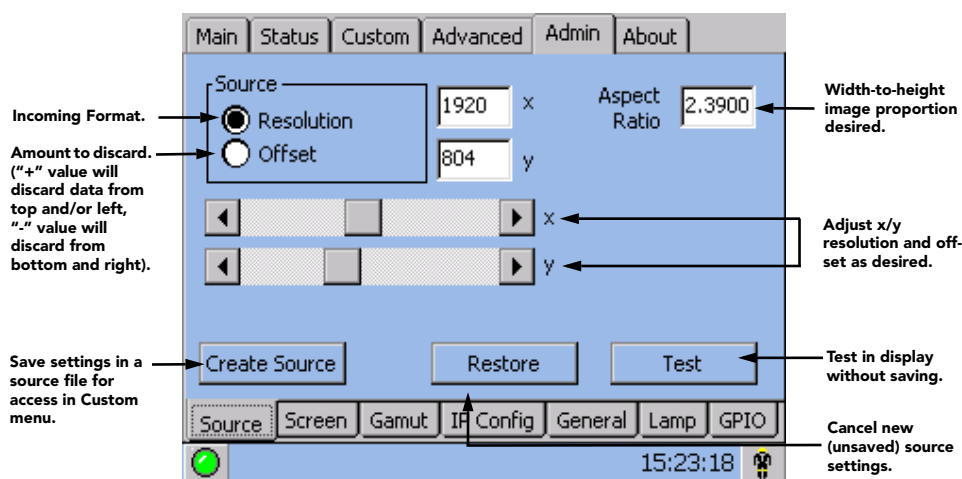 Main Status Custom Advanced Admin About
Source
Resolution
Offset
1920 x
804 y
Aspect
Ratio
2.3900
x
y
Create Source Restore Test
Source Screen Gamut IP Config General Lamp GPIO
15:23:18
Incoming Format.
Amount to discard.
("+" value will
discard data from
top and/or left,
"-" value will
discard from
bottom and right).
Save settings in a
source file for
access in Custom
menu.
Width-to-height
image proportion
desired.
Adjust x/y
resolution and off-
set as desired.
Test in display
without saving.
Cancel new
(unsaved) source
settings.